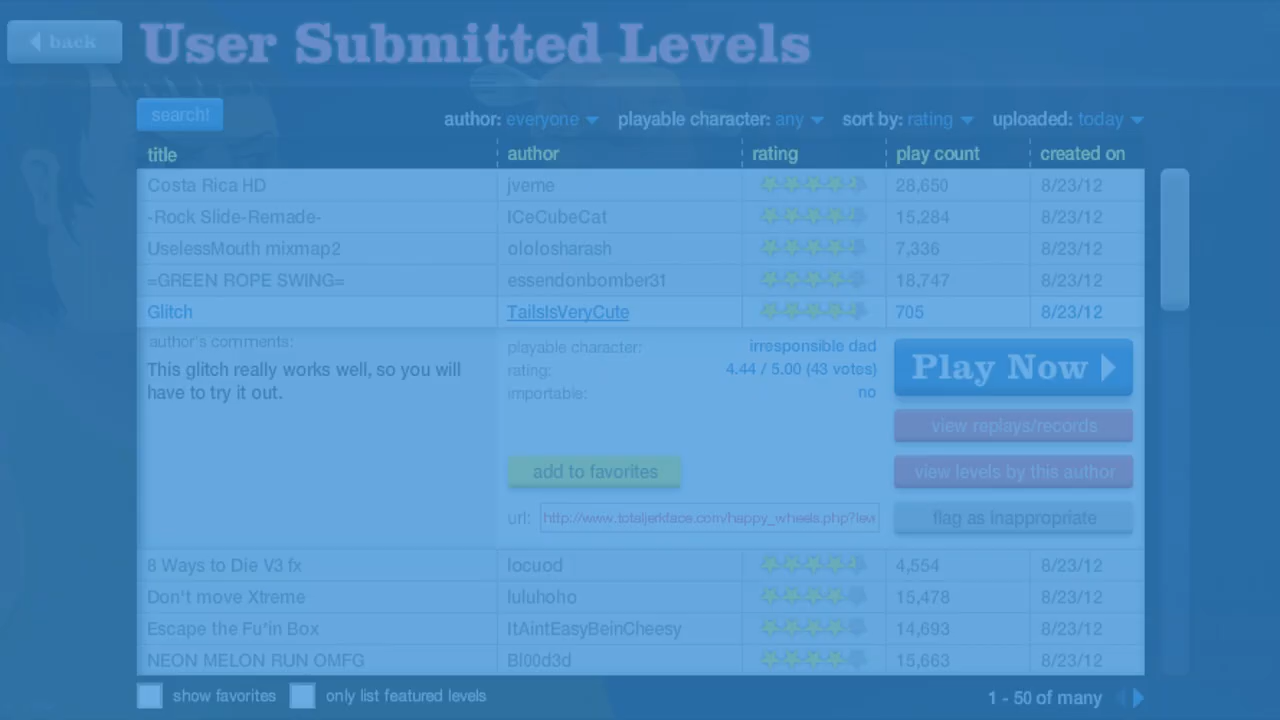 back
User Submitted Levels
search!
author: everyone playable character: any sort by: rating uploaded: today
title author rating play count created on
Costa Rica HD jveme 28,650 8/23/12
-Rock Slide-Remade- ICeCubeCat 15,284 8/23/12
UselessMouth mixmap2 ololosharash 7,336 8/23/12
=GREEN ROPE SWING= essendonbomber31 18,747 8/23/12
Glitch TailsIsVeryCute 705 8/23/12
author's comments:
This glitch really works well, so you will
have to try it out.
playable character: irresponsible dad
rating: 4.44 / 5.00 (43 votes)
importable: no
add to favorites
url: http://www.totaljerkface.com/happy_wheels.php?lev
Play Now
view replays/records
view levels by this author
flag as inappropriate
8 Ways to Die V3 fx locuod 4,554 8/23/12
Don't move Xtreme luluhoho 15,478 8/23/12
Escape the Fu'in Box ItAintEasyBeinCheesy 14,693 8/23/12
NEON MELON RUN OMFG Bl00d3d 15,663 8/23/12
show favorites only list featured levels 1 - 50 of many